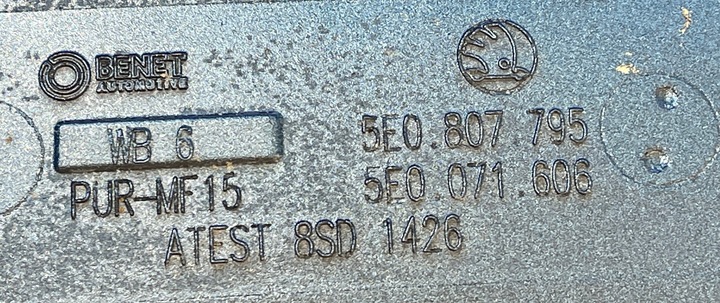 BENET
AUTOMOTIVE
WB 6
5E0.807 795
PUR-MF15
5E0.071.606
ATEST 8SD 1426